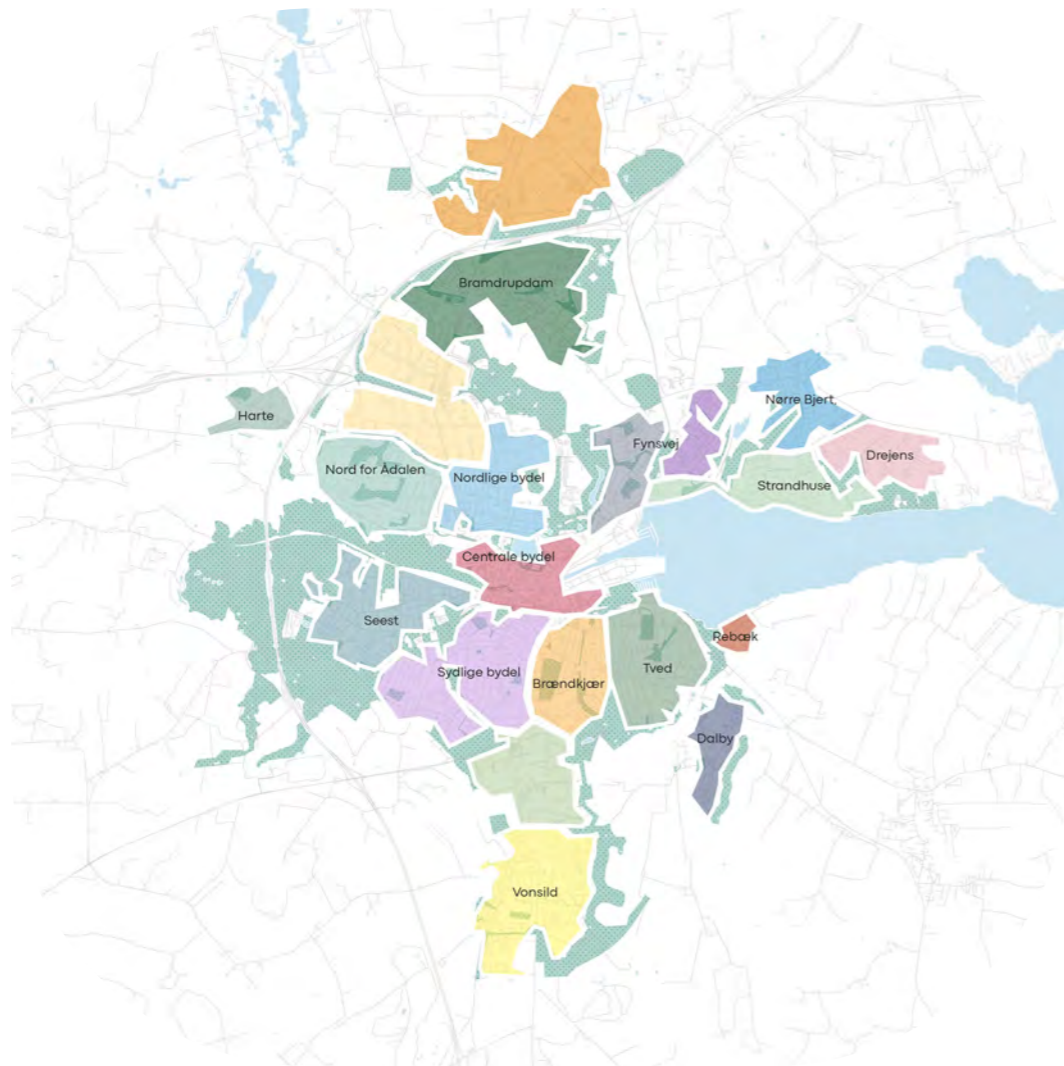 Bramdrupdam
Nørre Bjert
Harte
Fynsvej
Drejens
Nord for Ådalen
Nordlige bydel
Strandhuse
Centrale bydel
Seest
Rebæk
Sydlige bydel
Tved
Brændkjær
Dalby
Vonsild